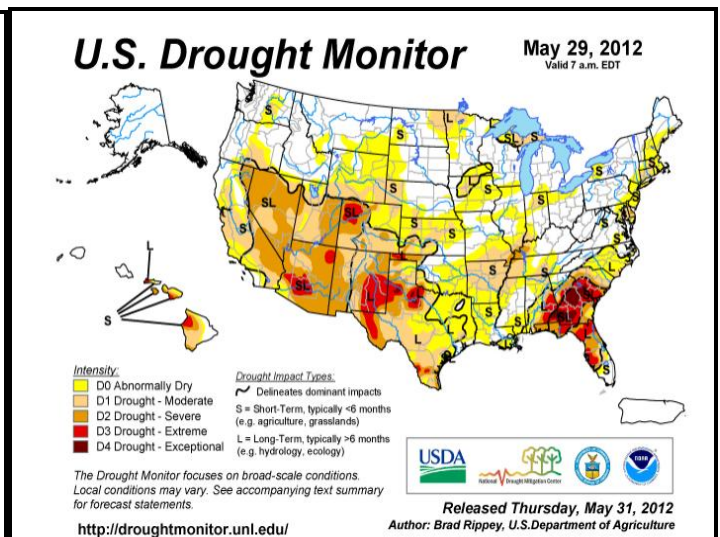 U.S. Drought Monitor
May 29, 2012
Valid 7 a.m. EDT
S
L
S
SL
S
S
L
S
S
S
S
S
SL
SL
S
S
S
S
S
L
S
S
L
S
SL
L
L
S
S
L
SL
L
S
L
L
S
Intensity:
D0 Abnormally Dry
D1 Drought - Moderate
D2 Drought - Severe
D3 Drought - Extreme
D4 Drought - Exceptional
Drought Impact Types:
Delineates dominant impacts
S = Short-Term, typically <6 months
(e.g. agriculture, grasslands)
L = Long-Term, typically >6 months
(e.g. hydrology, ecology)
USDA
National Drought Mitigation Center
NOAA
The Drought Monitor focuses on broad-scale conditions.
Local conditions may vary. See accompanying text summary
for forecast statements.
http://droughtmonitor.unl.edu/
Released Thursday, May 31, 2012
Author: Brad Rippey, U.S.Department of Agriculture